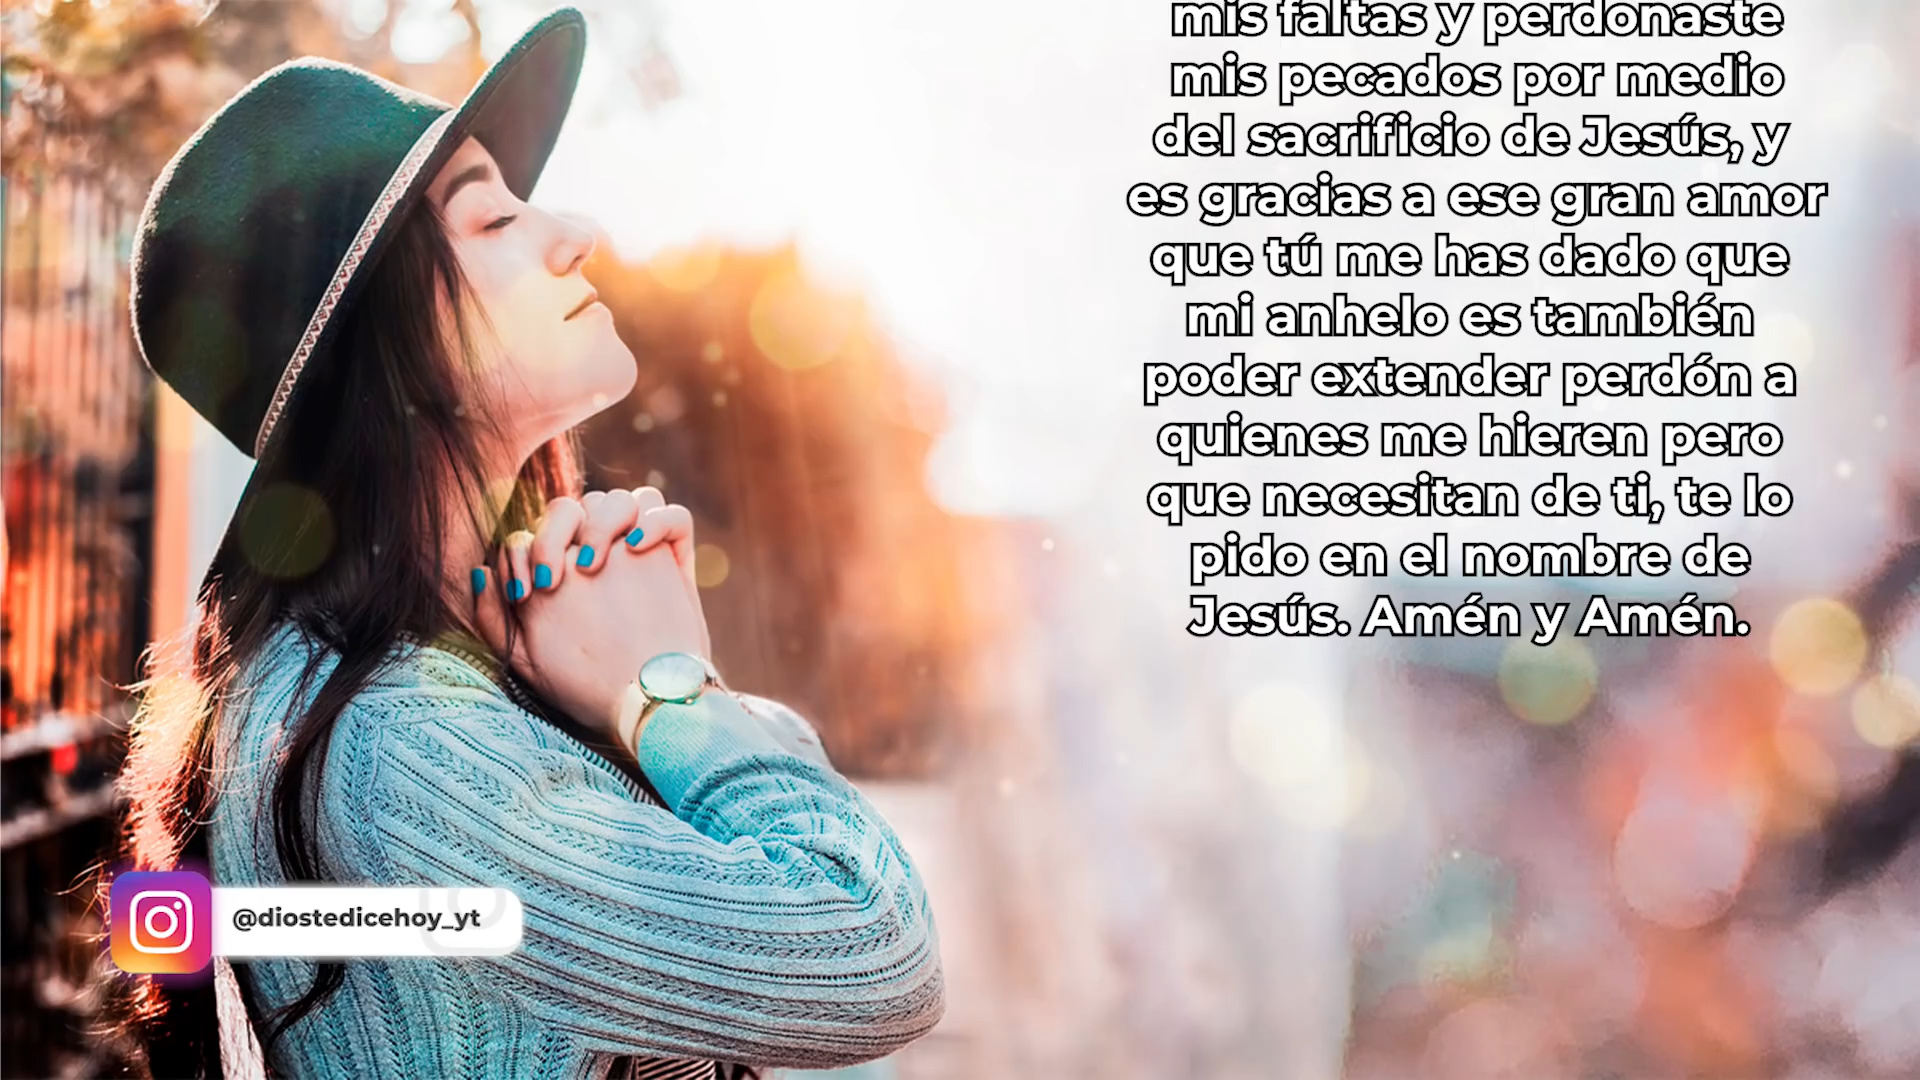 mis faltas y perdonaste
mis pecados por medio
del sacrificio de Jesús, y
es gracias a ese gran amor
que tú me has dado que
mi anhelo es también
poder extender perdón a
quienes me hieren pero
que necesitan de ti, te lo
pido en el nombre de
Jesús. Amén y Amén.
@diostedicehoy_yt